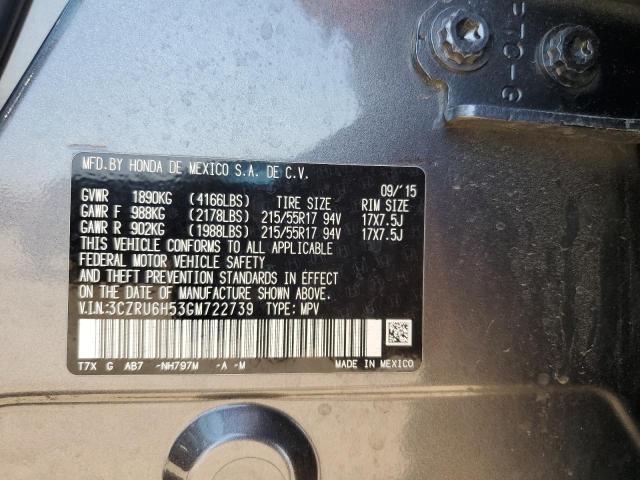 P10-G
MFD.BY HONDA DE MEXICO S.A. DE C.V.
09/'15
GVWR 1890KG (4166LBS) TIRE SIZE RIM SIZE
GAWR F 988KG (2178LBS) 215/55R17 94V 17X7.5J
GAWR R 902KG (1988LBS) 215/55R17 94V 17X7.5J
THIS VEHICLE CONFORMS TO ALL APPLICABLE
FEDERAL MOTOR VEHICLE SAFETY
AND THEFT PREVENTION STANDARDS IN EFFECT
ON THE DATE OF MANUFACTURE SHOWN ABOVE.
V.I.N.:3CZRU6H53GM722739 TYPE: MPV
T7X G AB7 -NH797M -A -M
MADE IN MEXICO